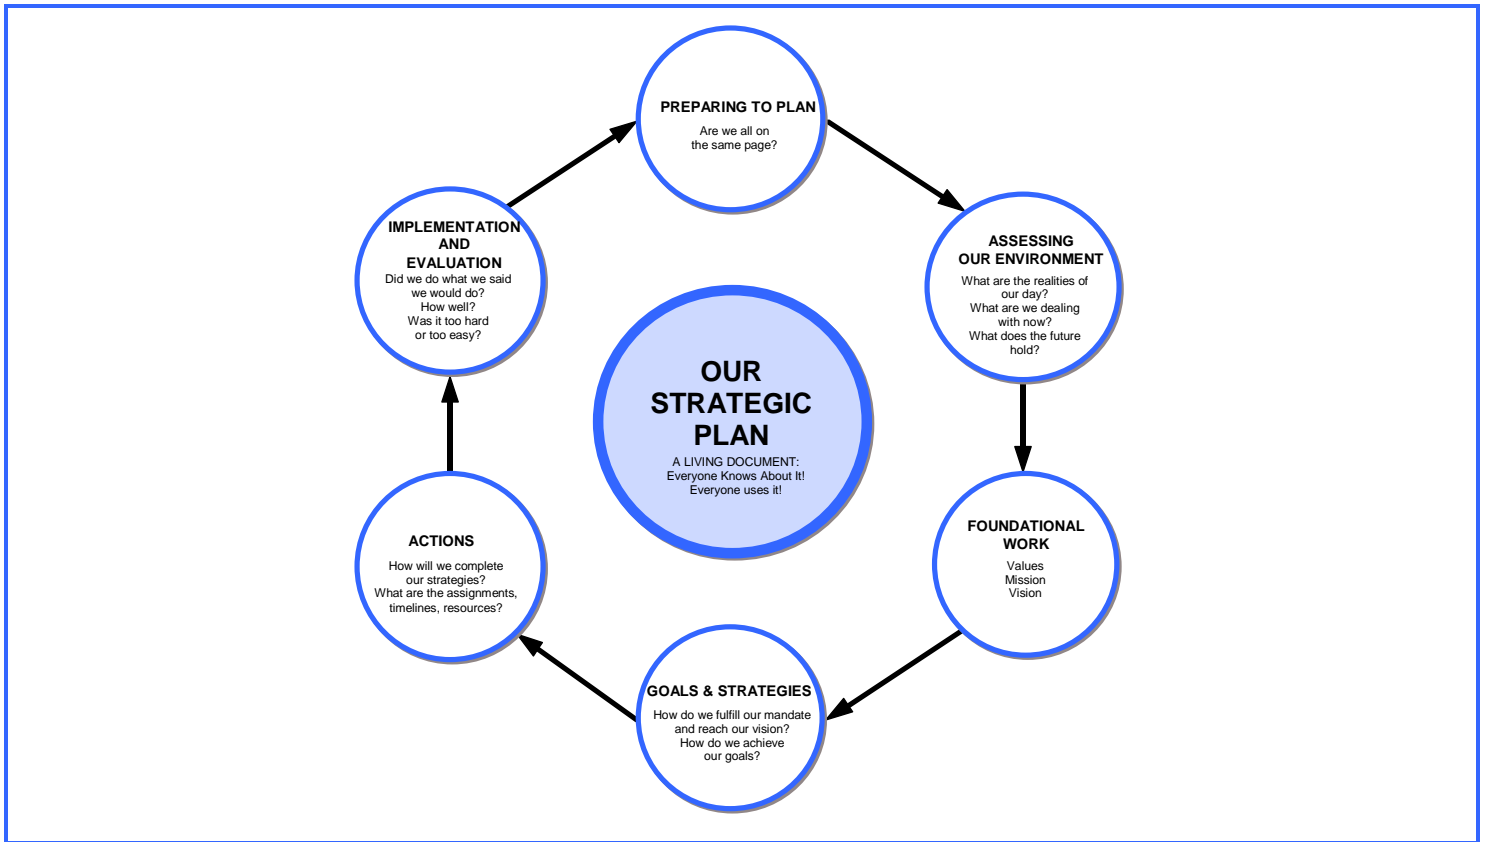 PREPARING TO PLAN
Are we all on
the same page?
ASSESSING
OUR ENVIRONMENT
What are the realities of
our day?
What are we dealing
with now?
What does the future
hold?
FOUNDATIONAL
WORK
Values
Mission
Vision
GOALS & STRATEGIES
How do we fulfill our mandate
and reach our vision?
How do we achieve
our goals?
ACTIONS
How will we complete
our strategies?
What are the assignments,
timelines, resources?
IMPLEMENTATION
AND
EVALUATION
Did we do what we said
we would do?
How well?
Was it too hard
or too easy?
OUR
STRATEGIC
PLAN
A LIVING DOCUMENT:
Everyone Knows About It!
Everyone uses it!